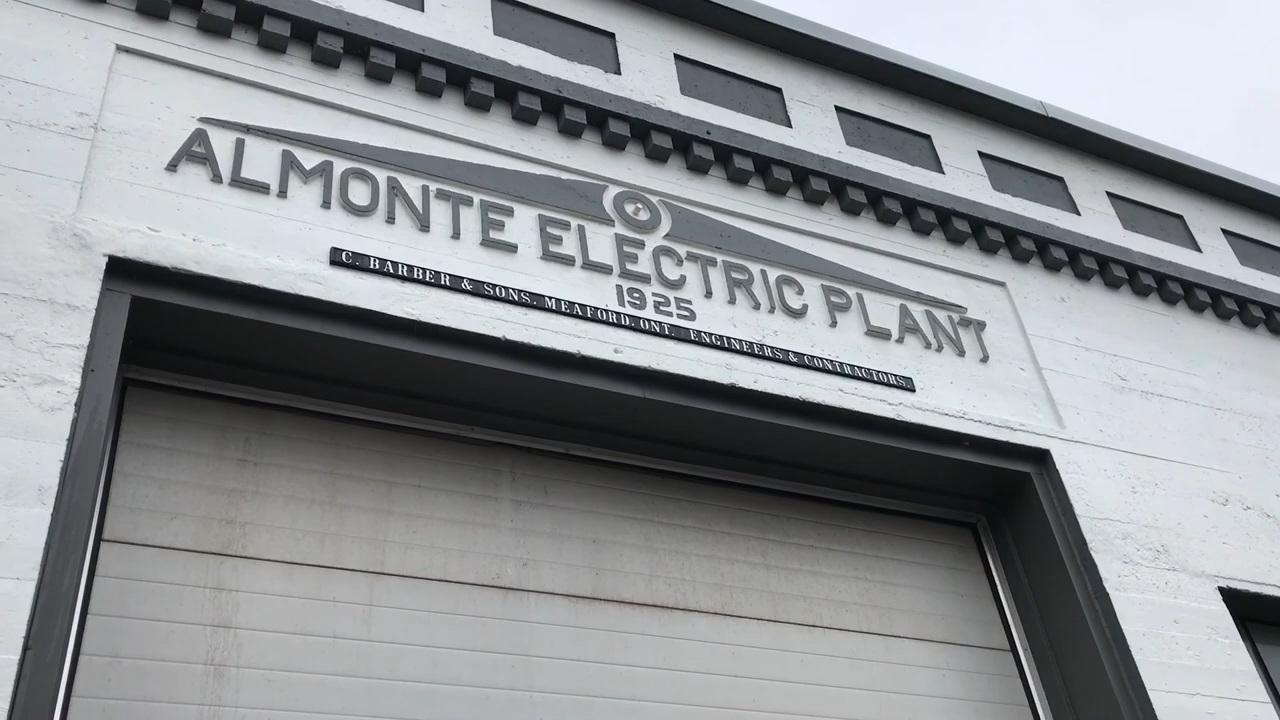 ALMONTE ELECTRIC PLANT
1925
C. BARBER & SONS. MEAFORD. ONT. ENGINEERS & CONTRACTORS.